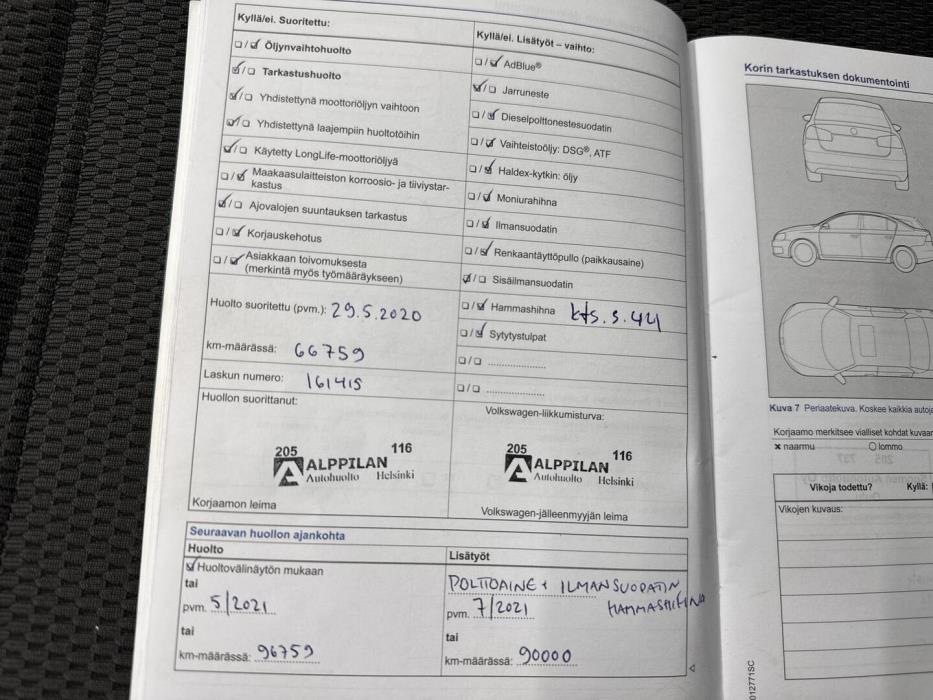 Kyllä/ei. Suoritettu:
☐/☑ Öljynvaihtohuolto
☑/☐ Tarkastushuolto
☑/☐ Yhdistettynä moottoriöljyn vaihtoon
☑/☐ Yhdistettynä laajempiin huoltotöihin
☑/☐ Käytetty LongLife-moottoriöljyä
☐/☑ Maakaasulaitteiston korroosio- ja tiiviystar-
kastus
☑/☐ Ajovalojen suuntauksen tarkastus
☐/☑ Korjauskehotus
☐/☑ Asiakkaan toivomuksesta
(merkintä myös työmääräykseen)
Kyllä/ei. Lisätyöt – vaihto:
☐/☑ AdBlue®
☑/☐ Jarruneste
☐/☑ Dieselpolttonestesuodatin
☐/☑ Vaihteistoöljy: DSG®, ATF
☐/☑ Haldex-kytkin: öljy
☐/☑ Moniurahihna
☐/☑ Ilmansuodatin
☐/☑ Renkaantäyttöpullo (paikkausaine)
☑/☐ Sisäilmansuodatin
☐/☑ Hammashihna kts. s. 44
☐/☑ Sytytystulpat
☐/☐ ....................
☐/☐ ....................
Huolto suoritettu (pvm.): 29.5.2020
km-määrässä: 66759
Laskun numero: 161415
Huollon suorittanut:
205 116
ALPPILAN
Autohuolto Helsinki
Korjaamon leima
Volkswagen-liikkumisturva:
205 116
ALPPILAN
Autohuolto Helsinki
Volkswagen-jälleenmyyjän leima
Seuraavan huollon ajankohta
Huolto
☑ Huoltovälinäytön mukaan
tai
pvm. 5/2021
tai
km-määrässä: 96759
Lisätyöt
POLTTOAINE + ILMANSUODATIN
HAMMASHIHNA
pvm. 7/2021
tai
km-määrässä: 90000
Korin tarkastuksen dokumentointi
Kuva 7 Periaatekuva. Koskee kaikkia
Korjaamo merkitsee vialliset kohdat
x naarmu O lommo
Vikoja todettu? Kyllä:
Vikojen kuvaus:
12771SC